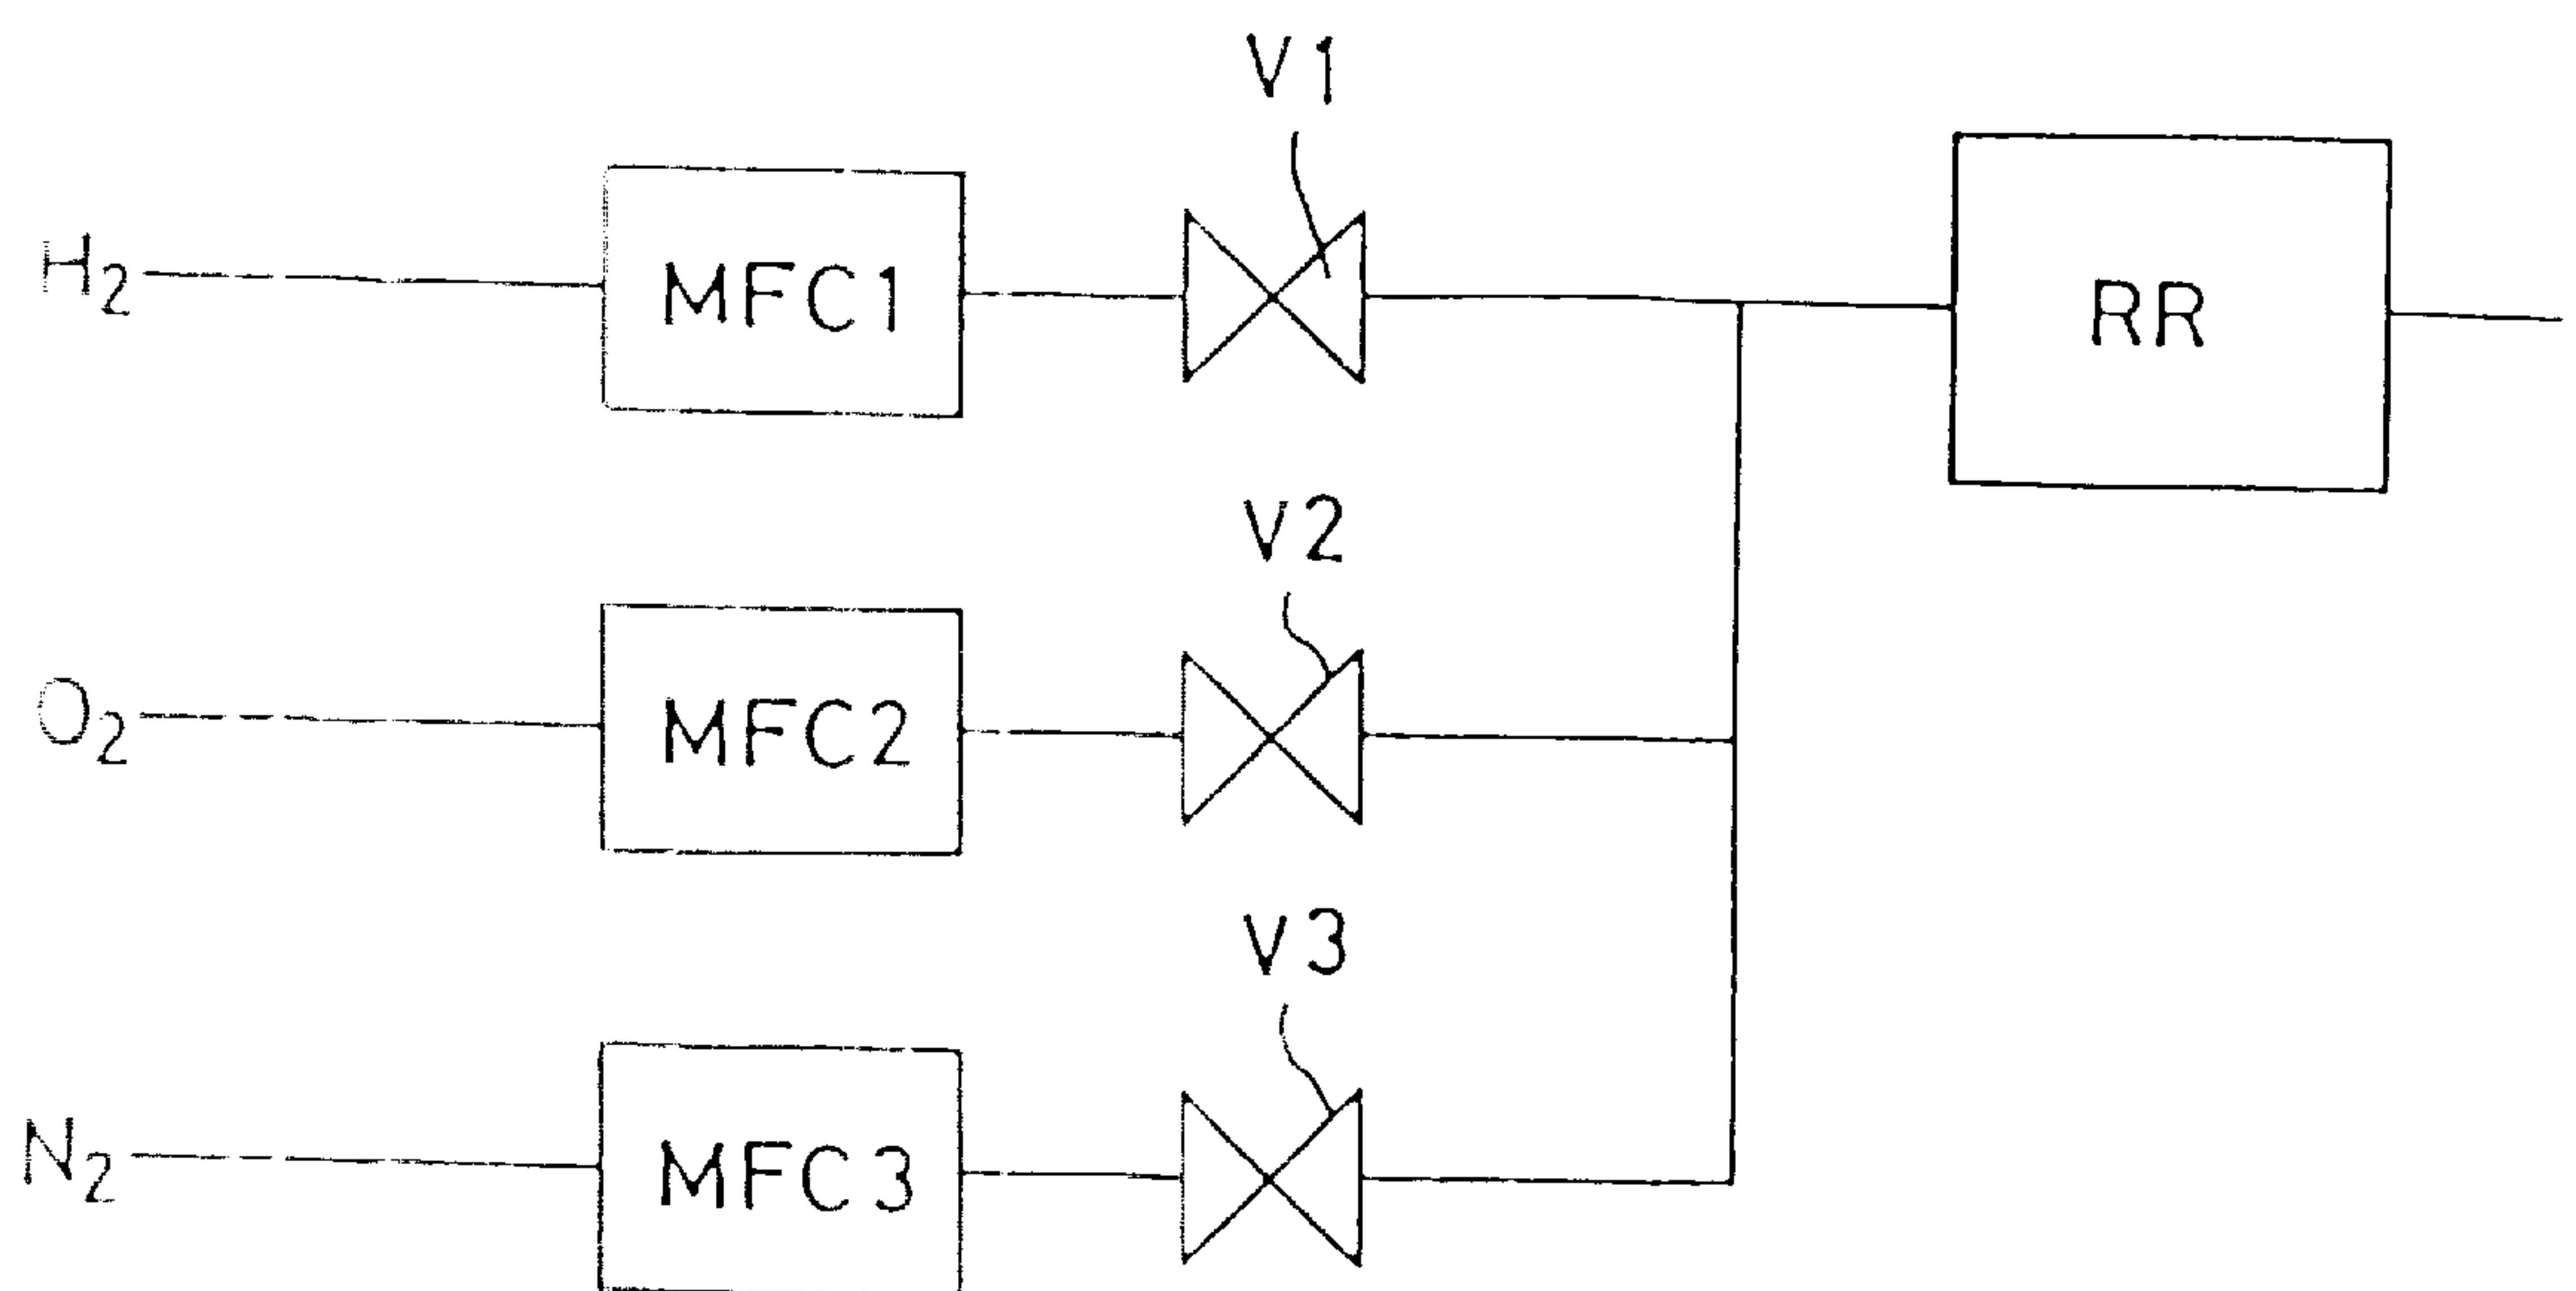 V1
H₂ MFC1 RR
V2
O₂ MFC2
V3
N₂ MFC3